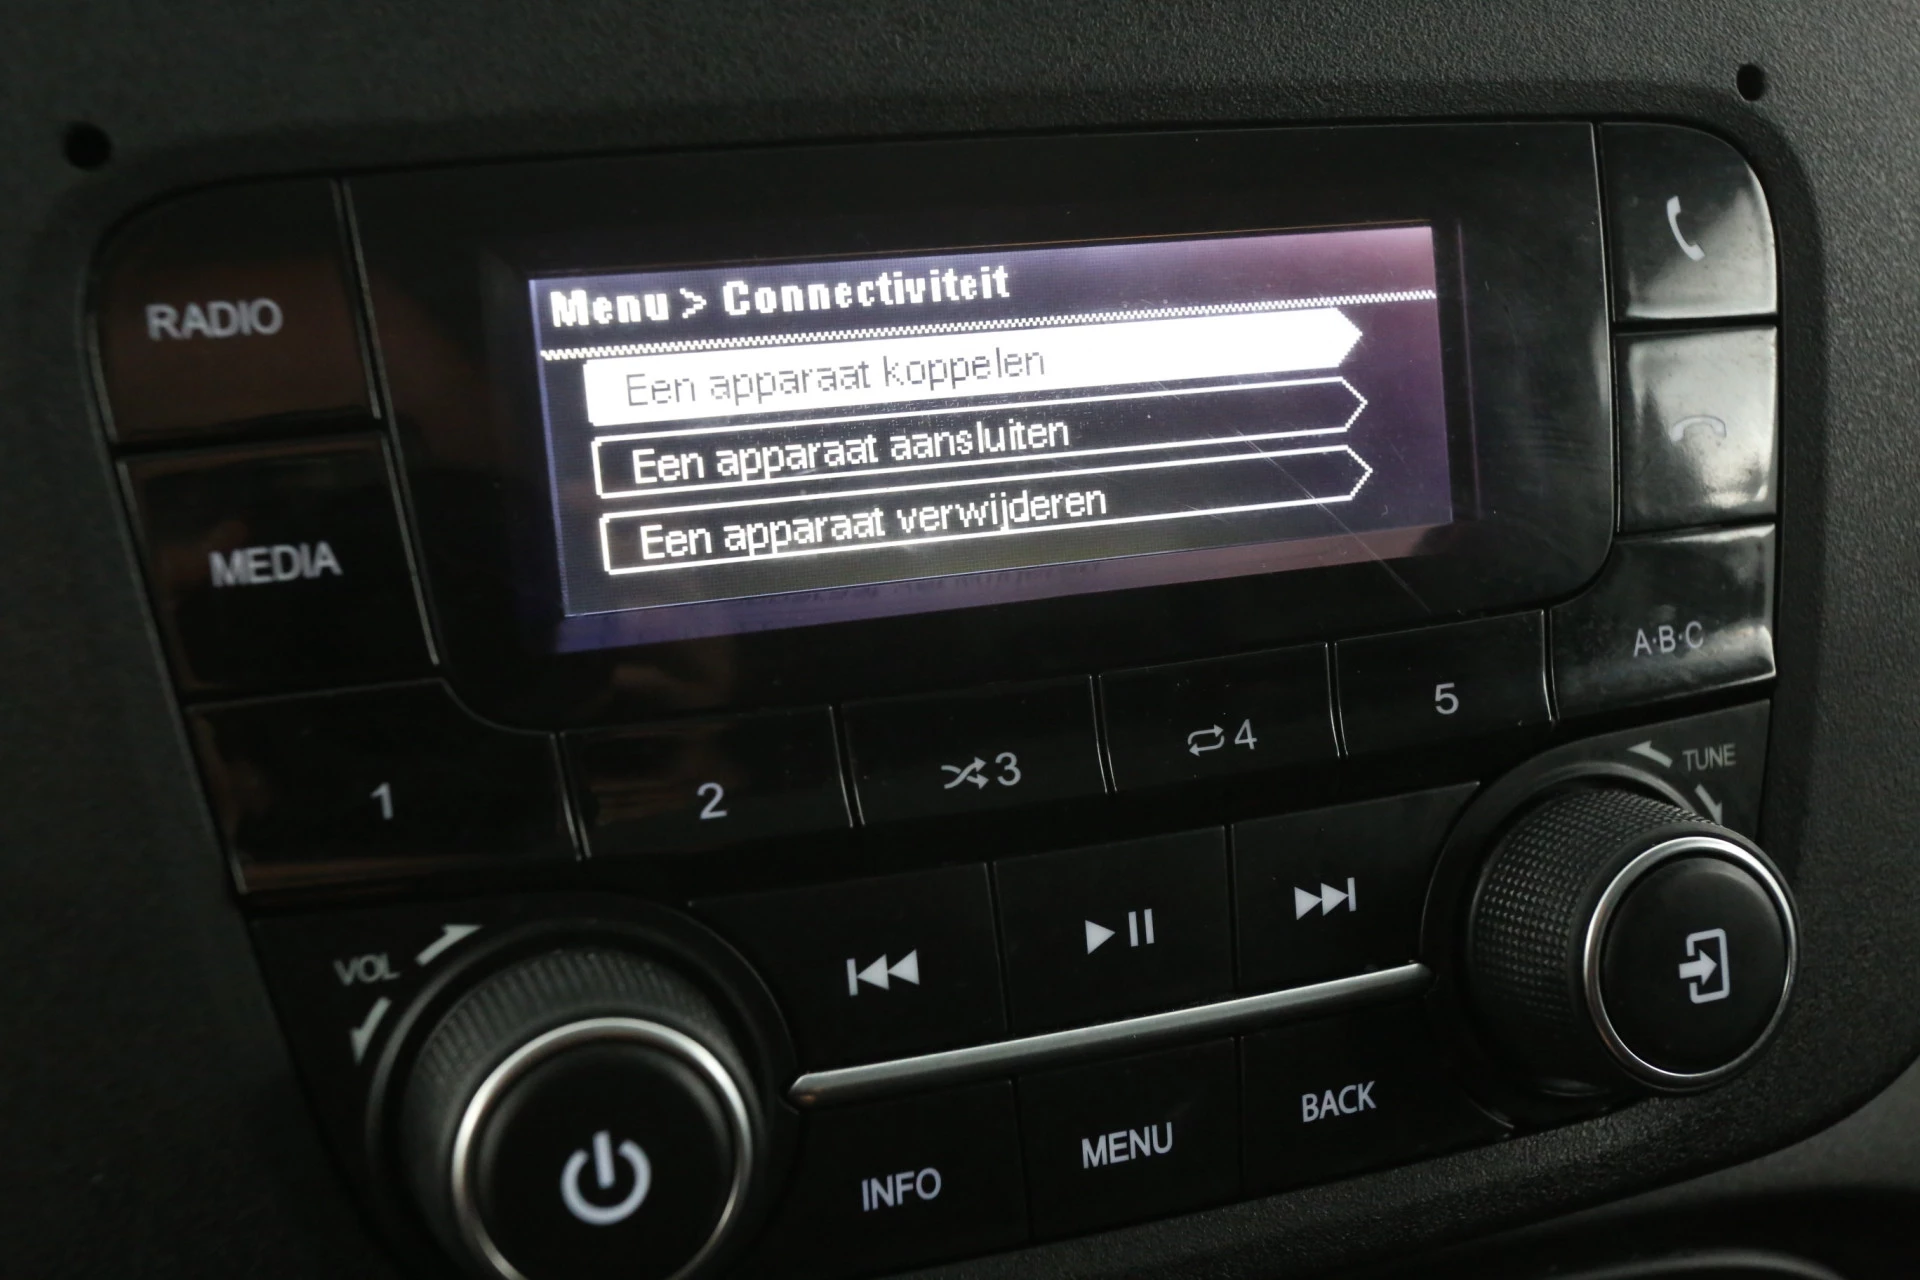 Menu > Connectiviteit
Een apparaat koppelen
Een apparaat aansluiten
Een apparaat verwijderen
RADIO
MEDIA
A·B·C
1
2
3
4
5
TUNE
VOL
INFO
MENU
BACK